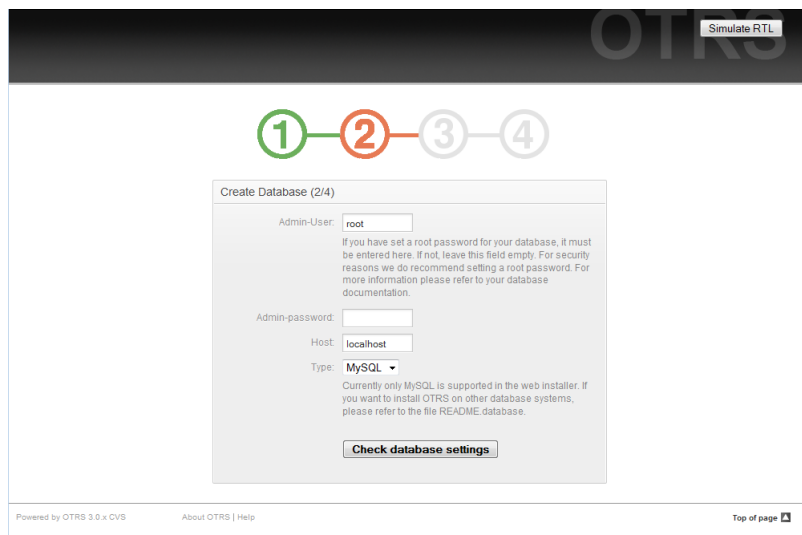 OTRS
Simulate RTL
1 2 3 4
Create Database (2/4)
Admin-User: root
If you have set a root password for your database, it must
be entered here. If not, leave this field empty. For security
reasons we do recommend setting a root password. For
more information please refer to your database
documentation.
Admin-password:
Host: localhost
Type: MySQL
Currently only MySQL is supported in the web installer. If
you want to install OTRS on other database systems,
please refer to the file README.database.
Check database settings
Powered by OTRS 3.0.x CVS About OTRS | Help Top of page